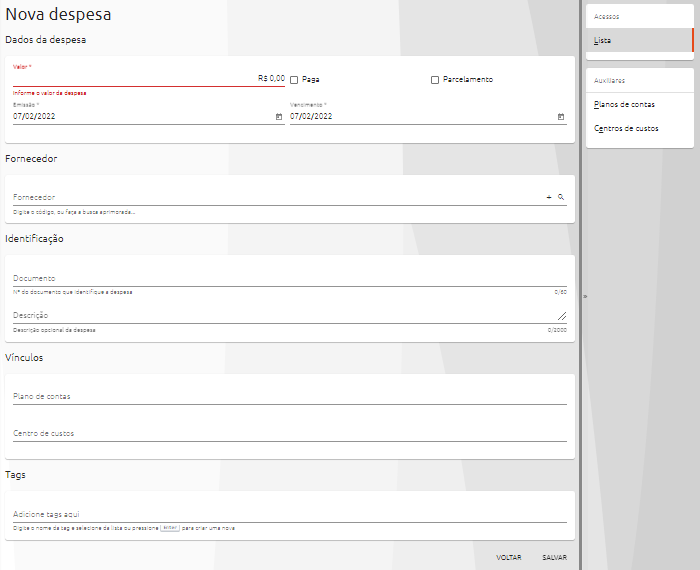 Nova despesa
Dados da despesa
Valor *
R$ 0,00
Paga
Parcelamento
Informe o valor da despesa
Emissão *
07/02/2022
Vencimento *
07/02/2022
Fornecedor
Fornecedor
+
Digite o código, ou faça a busca aprimorada...
Identificação
Documento
Nº do documento que identifique a despesa
0/60
Descrição
Descrição opcional da despesa
0/2000
Vínculos
Plano de contas
Centro de custos
Tags
Adicione tags aqui
Digite o nome da tag e selecione da lista ou pressione Enter para criar uma nova
VOLTAR
SALVAR
»
Acessos
Lista
Auxiliares
Planos de contas
Centros de custos